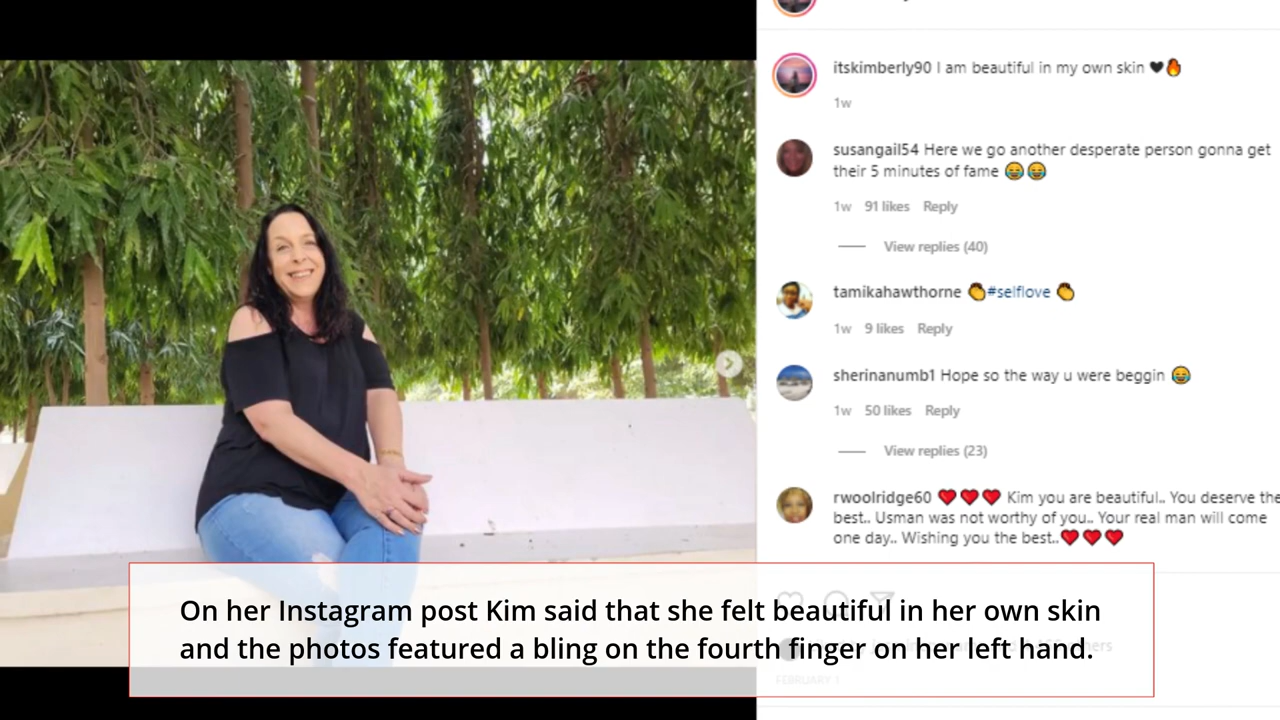 itskimberly90 I am beautiful in my own skin 🖤🔥
1w
susangail54 Here we go another desperate person gonna get
their 5 minutes of fame 😂😂
1w 91 likes Reply
View replies (40)
tamikahawthorne 👏#selflove 👏
1w 9 likes Reply
sherinanumb1 Hope so the way u were beggin 😂
1w 50 likes Reply
View replies (23)
rwoolridge60 ❤️❤️❤️ Kim you are beautiful.. You deserve the
best.. Usman was not worthy of you.. Your real man will come
one day.. Wishing you the best..❤️❤️❤️
On her Instagram post Kim said that she felt beautiful in her own skin
and the photos featured a bling on the fourth finger on her left hand.
FEBRUARY 1